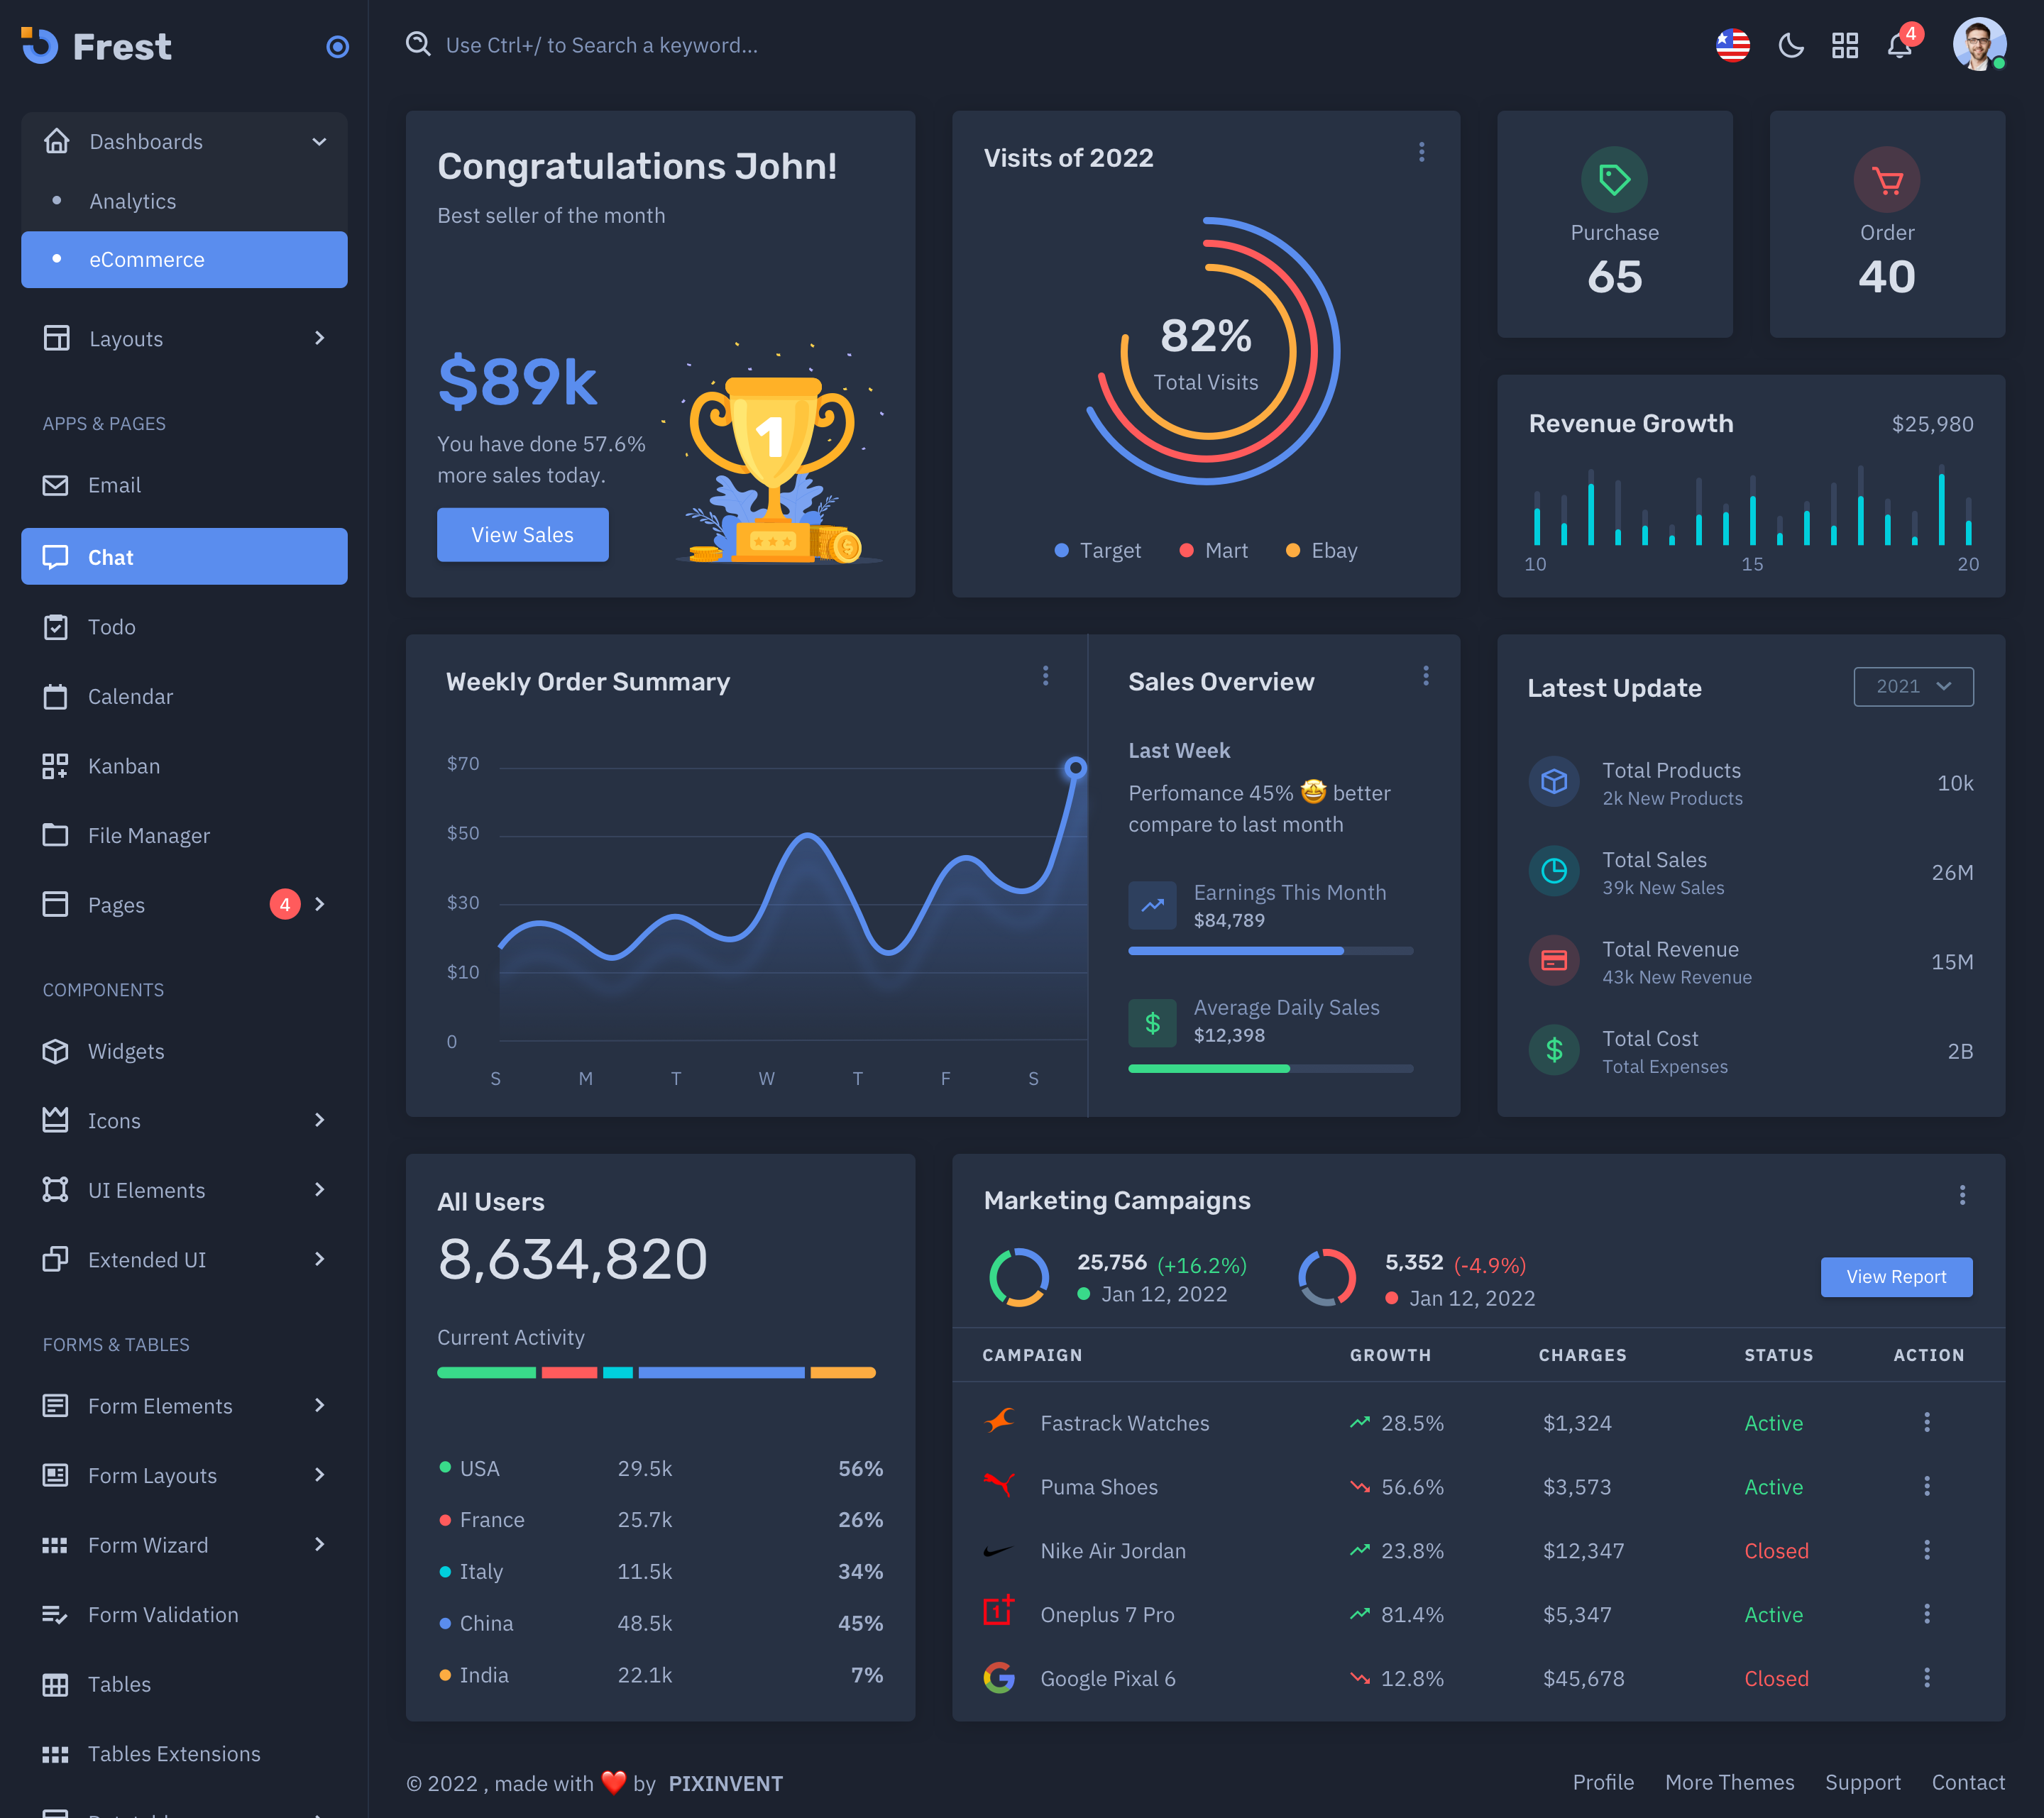 Frest
Use Ctrl+/ to Search a keyword...
4
Dashboards
Analytics
eCommerce
Layouts
APPS & PAGES
Email
Chat
Todo
Calendar
Kanban
File Manager
Pages 4
COMPONENTS
Widgets
Icons
UI Elements
Extended UI
FORMS & TABLES
Form Elements
Form Layouts
Form Wizard
Form Validation
Tables
Tables Extensions
Congratulations John!
Best seller of the month
$89k
You have done 57.6%
more sales today.
View Sales
1
Visits of 2022
82%
Total Visits
Target Mart Ebay
Purchase
65
Order
40
Revenue Growth $25,980
10 15 20
Weekly Order Summary
$70
$50
$30
$10
0
S M T W T F S
Sales Overview
Last Week
Perfomance 45% 🤩 better
compare to last month
Earnings This Month
$84,789
Average Daily Sales
$12,398
Latest Update 2021
Total Products
2k New Products
10k
Total Sales
39k New Sales
26M
Total Revenue
43k New Revenue
15M
Total Cost
Total Expenses
2B
All Users
8,634,820
Current Activity
USA 29.5k 56%
France 25.7k 26%
Italy 11.5k 34%
China 48.5k 45%
India 22.1k 7%
Marketing Campaigns
25,756 (+16.2%)
Jan 12, 2022
5,352 (-4.9%)
Jan 12, 2022
View Report
CAMPAIGN GROWTH CHARGES STATUS ACTION
Fastrack Watches 28.5% $1,324 Active
Puma Shoes 56.6% $3,573 Active
Nike Air Jordan 23.8% $12,347 Closed
Oneplus 7 Pro 81.4% $5,347 Active
Google Pixal 6 12.8% $45,678 Closed
© 2022 , made with ❤️ by PIXINVENT
Profile More Themes Support Contact